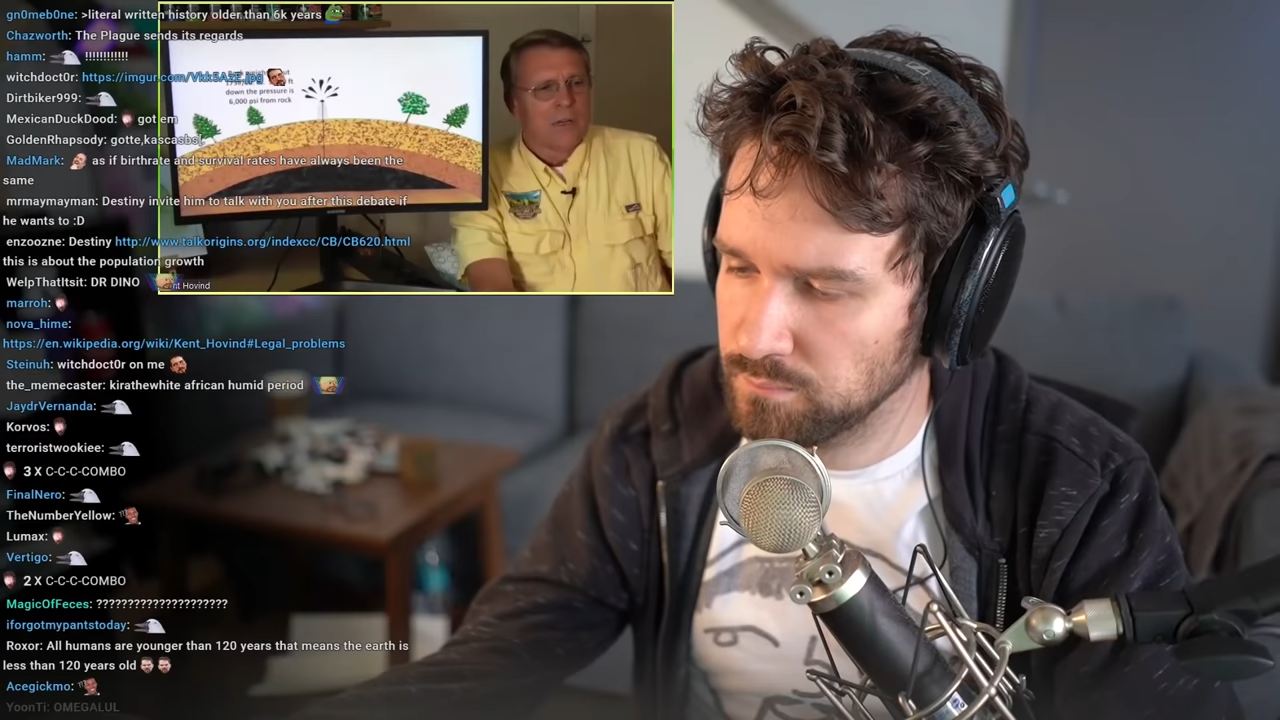 gn0meb0ne: >literal written history older than 6k years
Chazworth: The Plague sends its regards
hamm: !!!!!!!!!!!!
witchdoct0r: https://imgur.com/Vkk5AzE.jpg
down the pressure is
6,000 psi from rock
Dirtbiker999:
MexicanDuckDood: got em
GoldenRhapsody: gotte,kascasbs[
MadMark: as if birthrate and survival rates have always been the
same
mrmaymayman: Destiny invite him to talk with you after this debate if
he wants to :D
enzoozne: Destiny http://www.talkorigins.org/indexcc/CB/CB620.html
this is about the population growth
WelpThatItsit: DR DINO
Hovind
marroh:
nova_hime:
https://en.wikipedia.org/wiki/Kent_Hovind#Legal_problems
Steinuh: witchdoct0r on me
the_memecaster: kirathewhite african humid period
JaydrVernanda:
Korvos:
terroristwookiee:
3 X C-C-C-COMBO
FinalNero:
TheNumberYellow:
Lumax:
Vertigo:
2 X C-C-C-COMBO
MagicOfFeces: ?????????????????????
iforgotmypantstoday:
Roxor: All humans are younger than 120 years that means the earth is
less than 120 years old
Acegickmo:
YoonTi: OMEGALUL